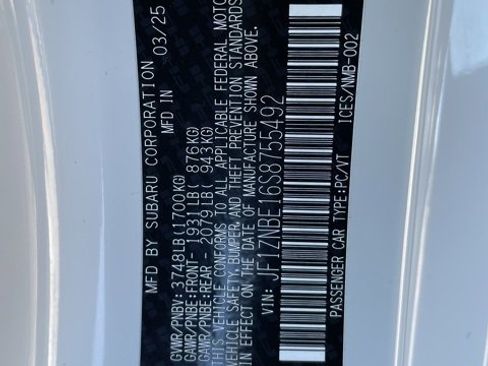 MFD BY SUBARU CORPORATION
MFD IN 03/25
GVWR/PNBV: 3748LB(1700KG)
GAWR/PNBE:FRONT- 1931LB( 876KG)
GAWR/PNBE:REAR- 2079LB( 943KG)
THIS VEHICLE CONFORMS TO ALL APPLICABLE FEDERAL MOTOR
VEHICLE SAFETY,BUMPER, AND THEFT PREVENTION STANDARDS
IN EFFECT ON THE DATE OF MANUFACTURE SHOWN ABOVE.
VIN: JF1ZNBE16S8755492
PASSENGER CAR TYPE:PC/VT ICES/NMB-002